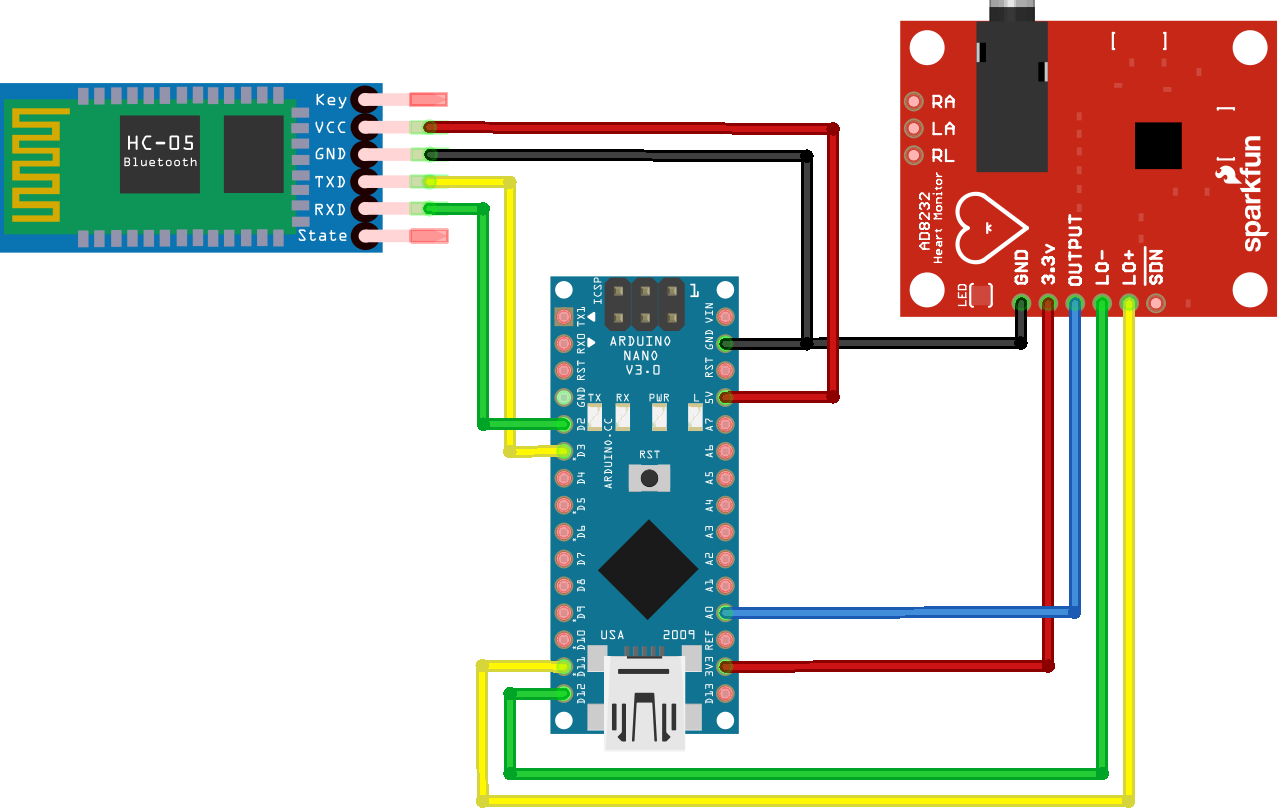 Key
VCC
GND
TXD
RXD
State
HC-05
Bluetooth
RA
LA
RL
AD8232
Heart Monitor
LED
GND
3.3v
OUTPUT
LO-
LO+
SDN
sparkfun
ICSP
1
TX1
RX0
RST
GND
D2
D3
D4
D5
D6
D7
D8
D9
D10
D11
D12
ARDUINO
NANO
V3.0
TX
RX
PWR
L
ARDUINO.CC
RST
USA
2009
VIN
GND
RST
5V
A7
A6
A5
A4
A3
A2
A1
A0
REF
3V3
D13